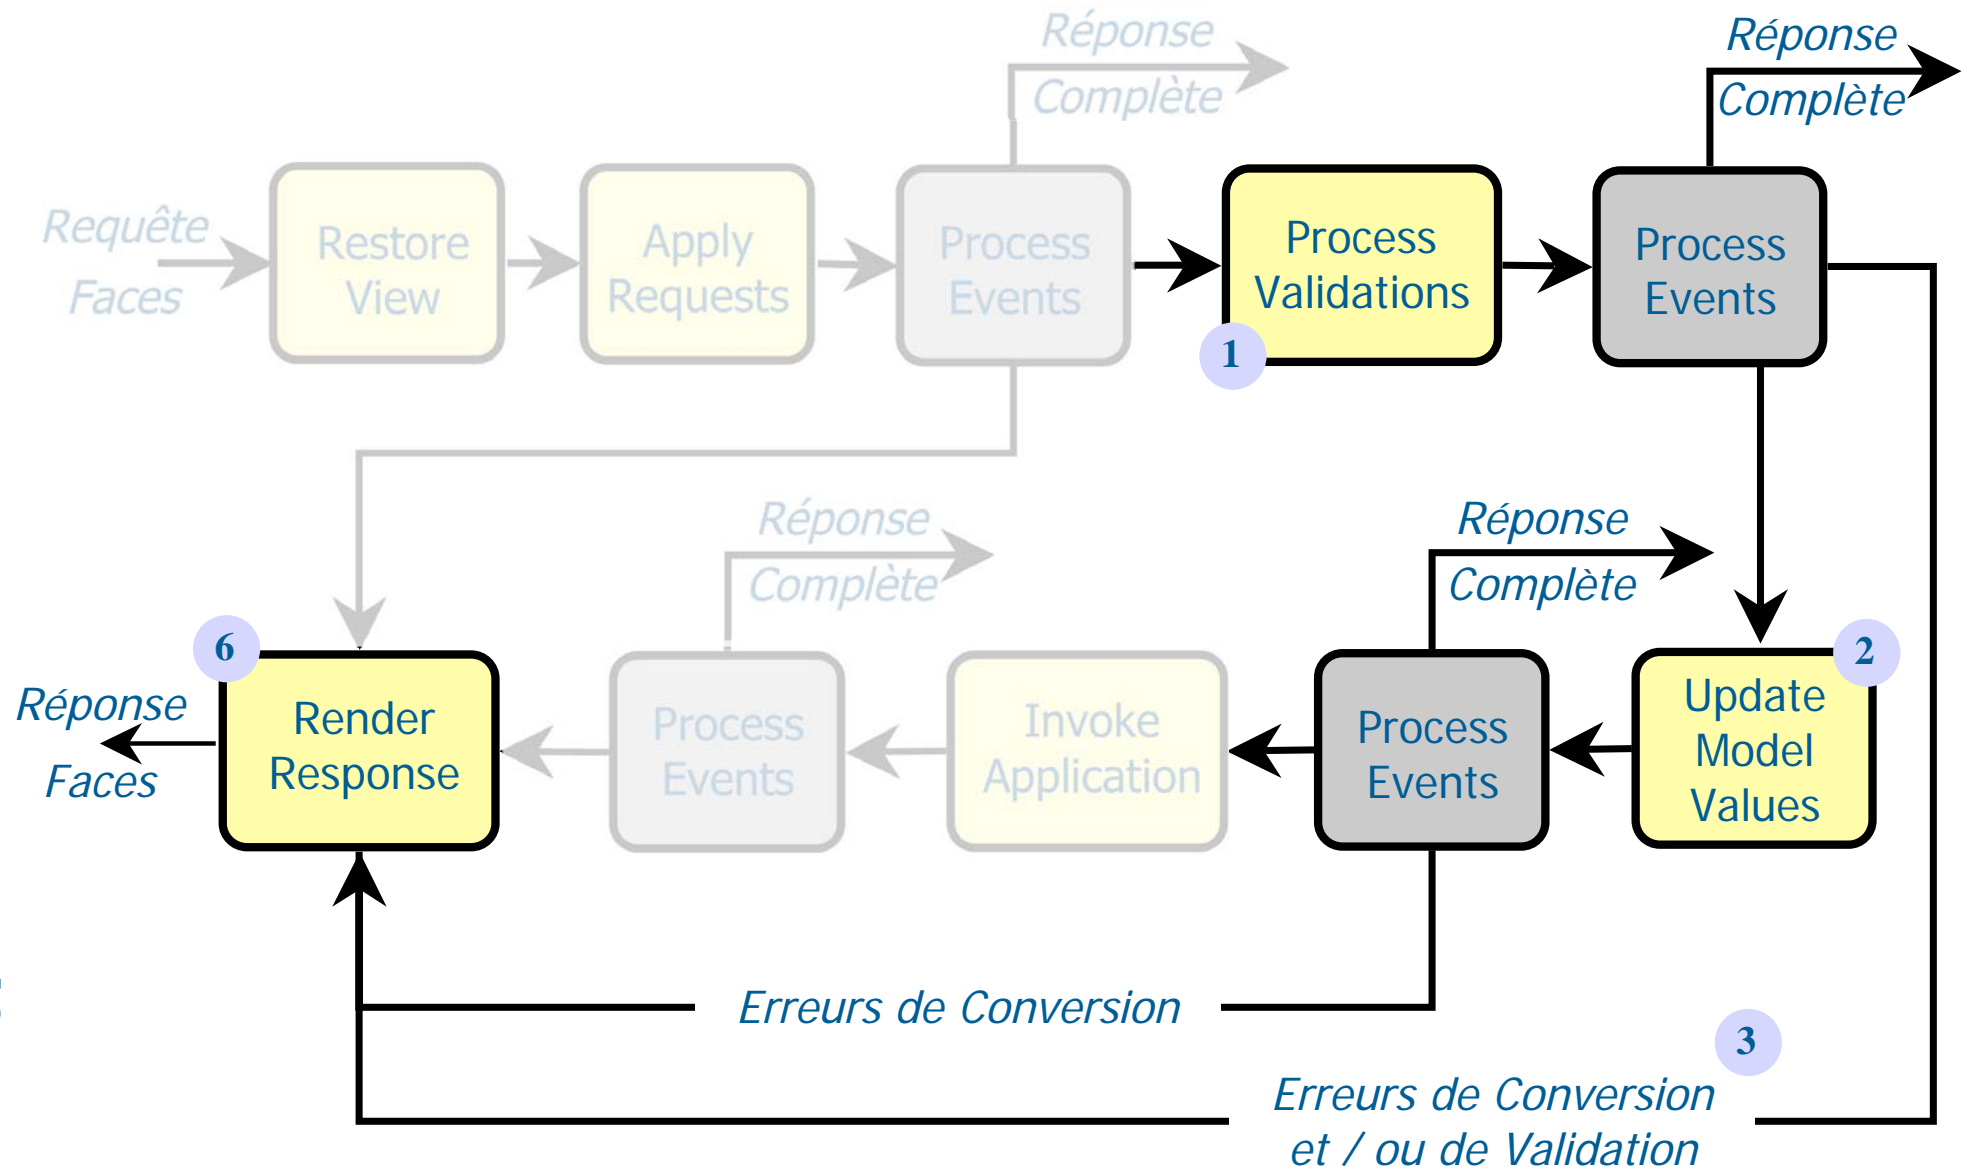 Réponse
Complète
Réponse
Complète
Requête
Faces
Restore
View
Apply
Requests
Process
Events
Process
Validations
1
Process
Events
Réponse
Complète
Réponse
Complète
6
Réponse
Faces
Render
Response
Process
Events
Invoke
Application
Process
Events
2
Update
Model
Values
Erreurs de Conversion
3
Erreurs de Conversion
et / ou de Validation